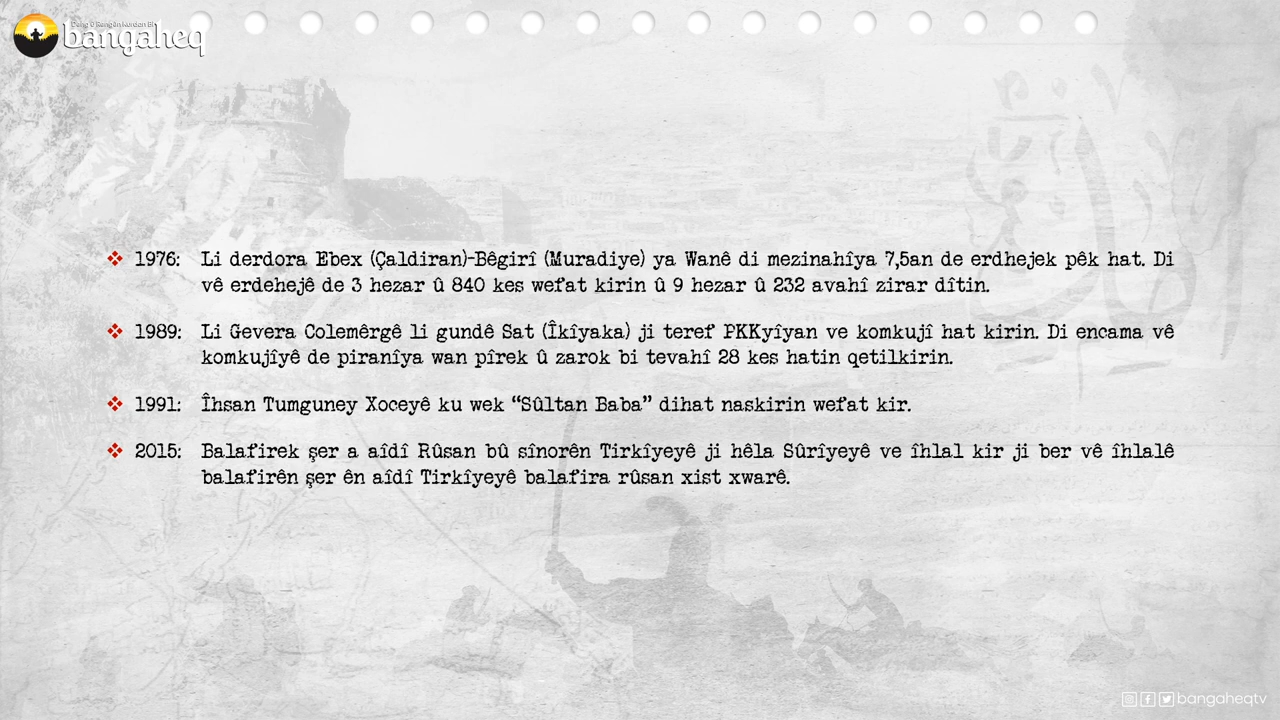 Deng û Rengên Kurdan Bi
bangaheq
1976: Li derdora Ebex (Çaldiran)-Bêgirî (Muradiye) ya Wanê di mezinahîya 7,5an de erdhejek pêk hat. Di
vê erdehejê de 3 hezar û 840 kes wefat kirin û 9 hezar û 232 avahî zirar dîtin.
1989: Li Gevera Colemêrgê li gundê Sat (Îkîyaka) ji teref PKKyîyan ve komkujî hat kirin. Di encama vê
komkujîyê de piranîya wan pîrek û zarok bi tevahî 28 kes hatin qetilkirin.
1991: Îhsan Tumguney Xoceyê ku wek “Sûltan Baba” dihat naskirin wefat kir.
2015: Balafirek şer a aîdî Rûsan bû sînorên Tirkîyeyê ji hêla Sûrîyeyê ve îhlal kir ji ber vê îhlalê
balafirên şer ên aîdî Tirkîyeyê balafira rûsan xist xwarê.
bangaheqtv